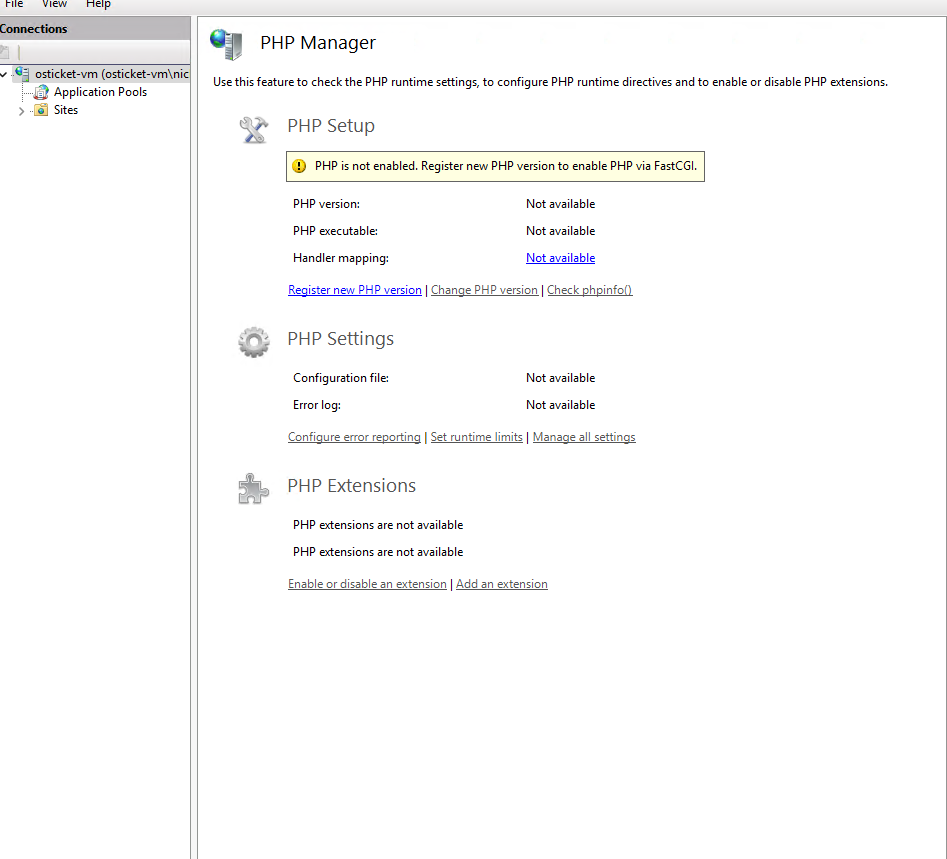 File View Help
Connections
osticket-vm (osticket-vm\nic
Application Pools
Sites
PHP Manager
Use this feature to check the PHP runtime settings, to configure PHP runtime directives and to enable or disable PHP extensions.
PHP Setup
PHP is not enabled. Register new PHP version to enable PHP via FastCGI.
PHP version: Not available
PHP executable: Not available
Handler mapping: Not available
Register new PHP version | Change PHP version | Check phpinfo()
PHP Settings
Configuration file: Not available
Error log: Not available
Configure error reporting | Set runtime limits | Manage all settings
PHP Extensions
PHP extensions are not available
PHP extensions are not available
Enable or disable an extension | Add an extension